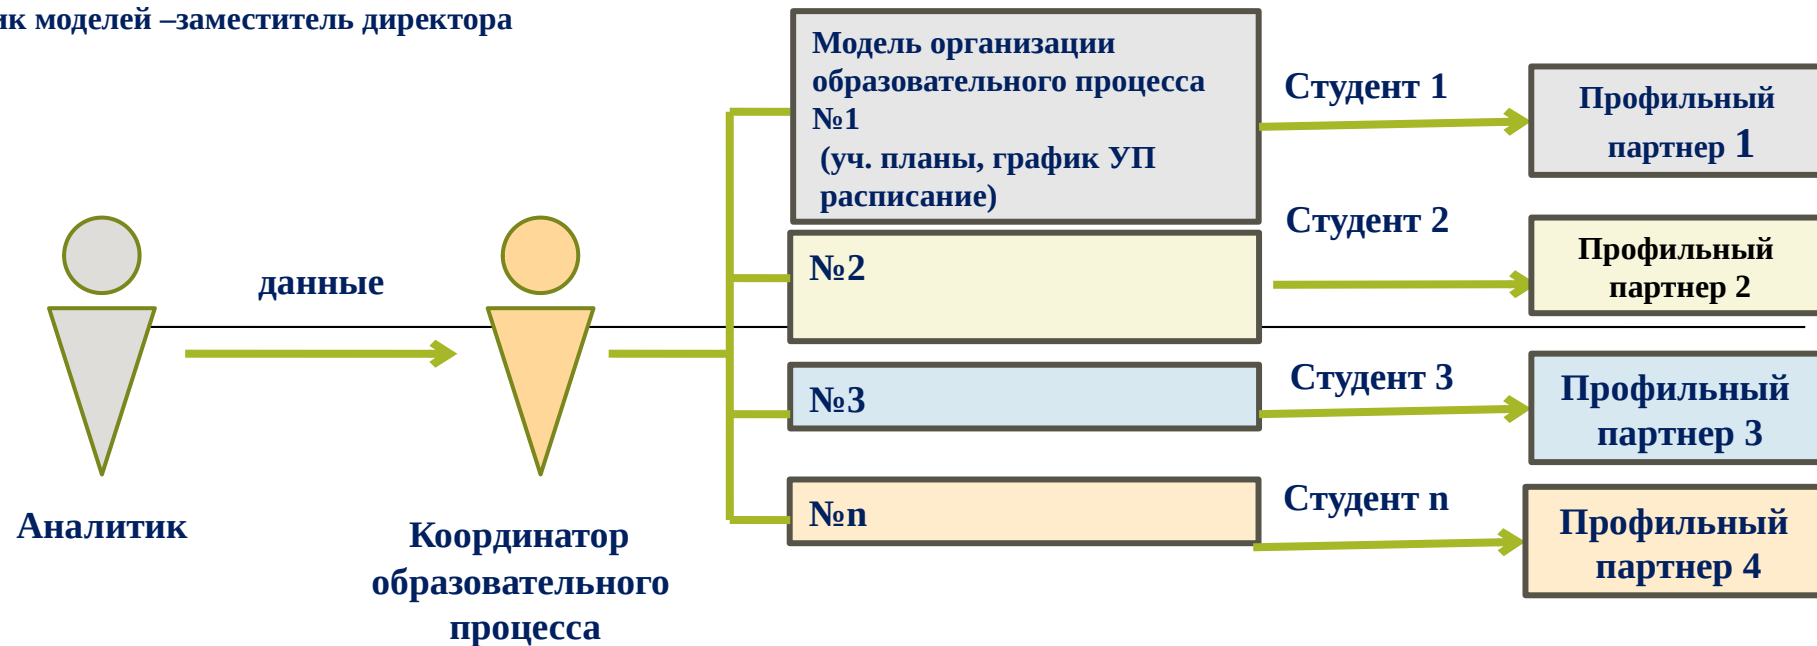 моделей –заместитель директора
Модель организации
образовательного процесса
№1
(уч. планы, график УП
расписание)
Студент 1
Профильный
партнер 1
Студент 2
№2
Профильный
партнер 2
данные
Студент 3
№3
Профильный
партнер 3
Студент n
№n
Профильный
партнер 4
Аналитик
Координатор
образовательного
процесса